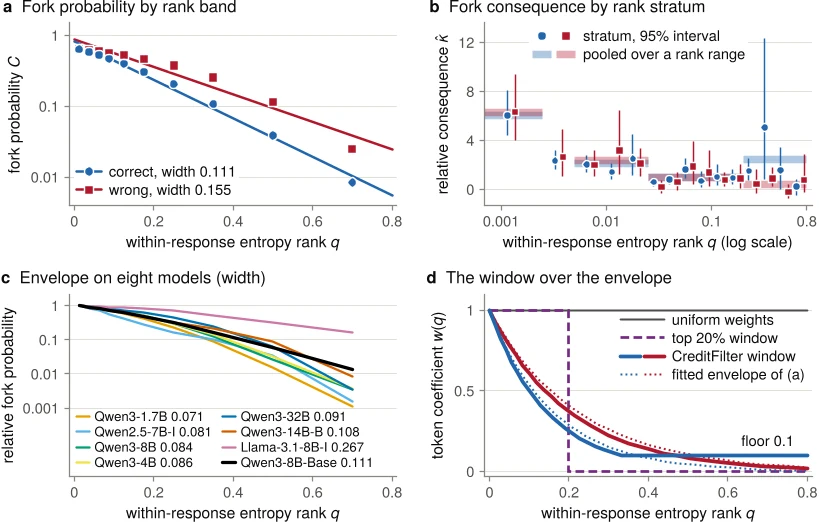 a Fork probability by rank band
fork probability C
1
0.1
0.01
correct, width 0.111
wrong, width 0.155
0 0.2 0.4 0.6 0.8
within-response entropy rank q
b Fork consequence by rank stratum
relative consequence κ̂
12
8
4
0
stratum, 95% interval
pooled over a rank range
0.001 0.01 0.1 0.8
within-response entropy rank q (log scale)
c Envelope on eight models (width)
relative fork probability
1
0.1
0.01
0.001
Qwen3-1.7B 0.071
Qwen2.5-7B-I 0.081
Qwen3-8B 0.084
Qwen3-4B 0.086
Qwen3-32B 0.091
Qwen3-14B-B 0.108
Llama-3.1-8B-I 0.267
Qwen3-8B-Base 0.111
0 0.2 0.4 0.6 0.8
within-response entropy rank q
d The window over the envelope
token coefficient w(q)
1
0.5
0
uniform weights
top 20% window
CreditFilter window
fitted envelope of (a)
floor 0.1
0 0.2 0.4 0.6 0.8
within-response entropy rank q